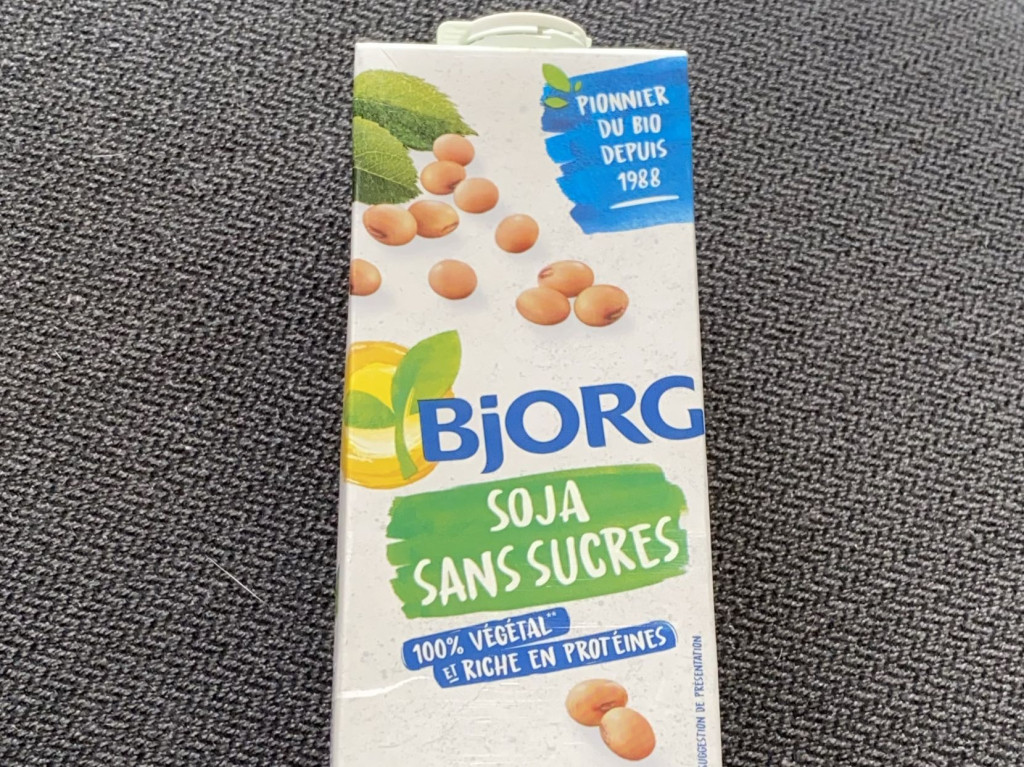 PIONNIER
DU BIO
DEPUIS
1988
BjORG
SOJA
SANS SUCRES
100% VÉGÉTAL**
ET RICHE EN PROTÉINES
SUGGESTION DE PRÉSENTATION